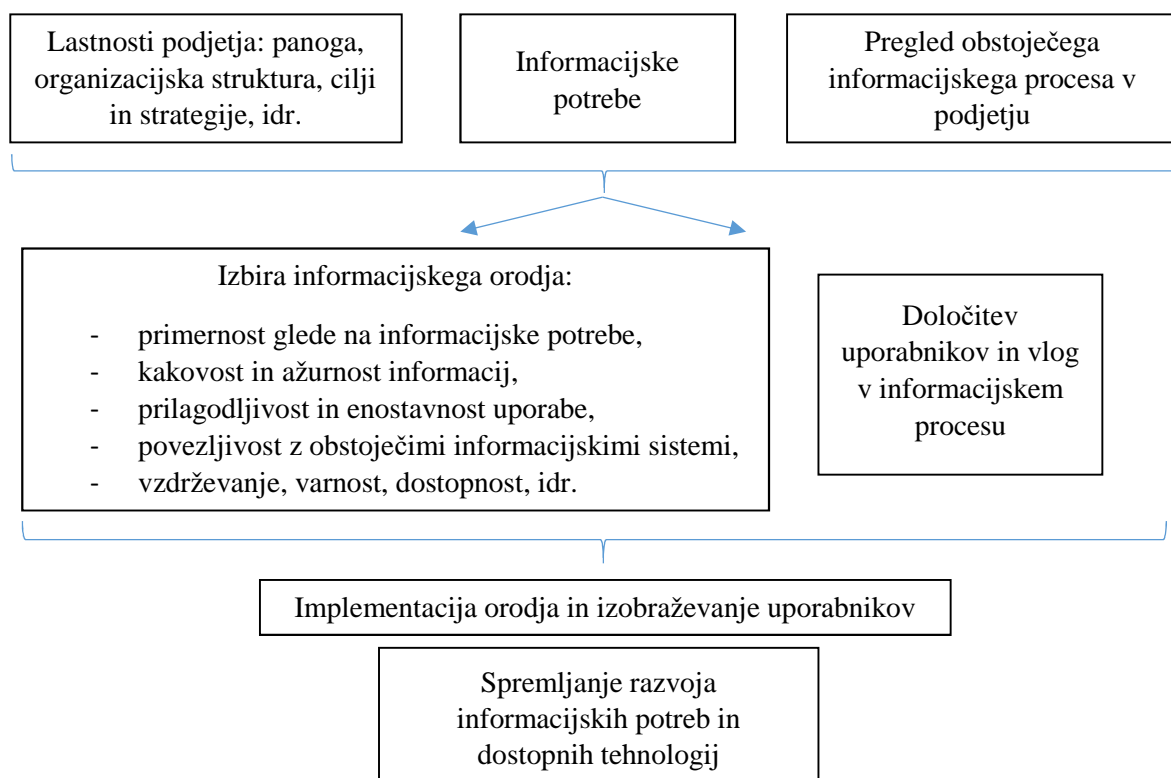 Lastnosti podjetja: panoga,
organizacijska struktura, cilji
in strategije, idr.
Informacijske
potrebe
Pregled obstoječega
informacijskega procesa v
podjetju
Izbira informacijskega orodja:
- primernost glede na informacijske potrebe,
- kakovost in ažurnost informacij,
- prilagodljivost in enostavnost uporabe,
- povezljivost z obstoječimi informacijskimi sistemi,
- vzdrževanje, varnost, dostopnost, idr.
Določitev
uporabnikov in vlog
v informacijskem
procesu
Implementacija orodja in izobraževanje uporabnikov
Spremljanje razvoja
informacijskih potreb in
dostopnih tehnologij